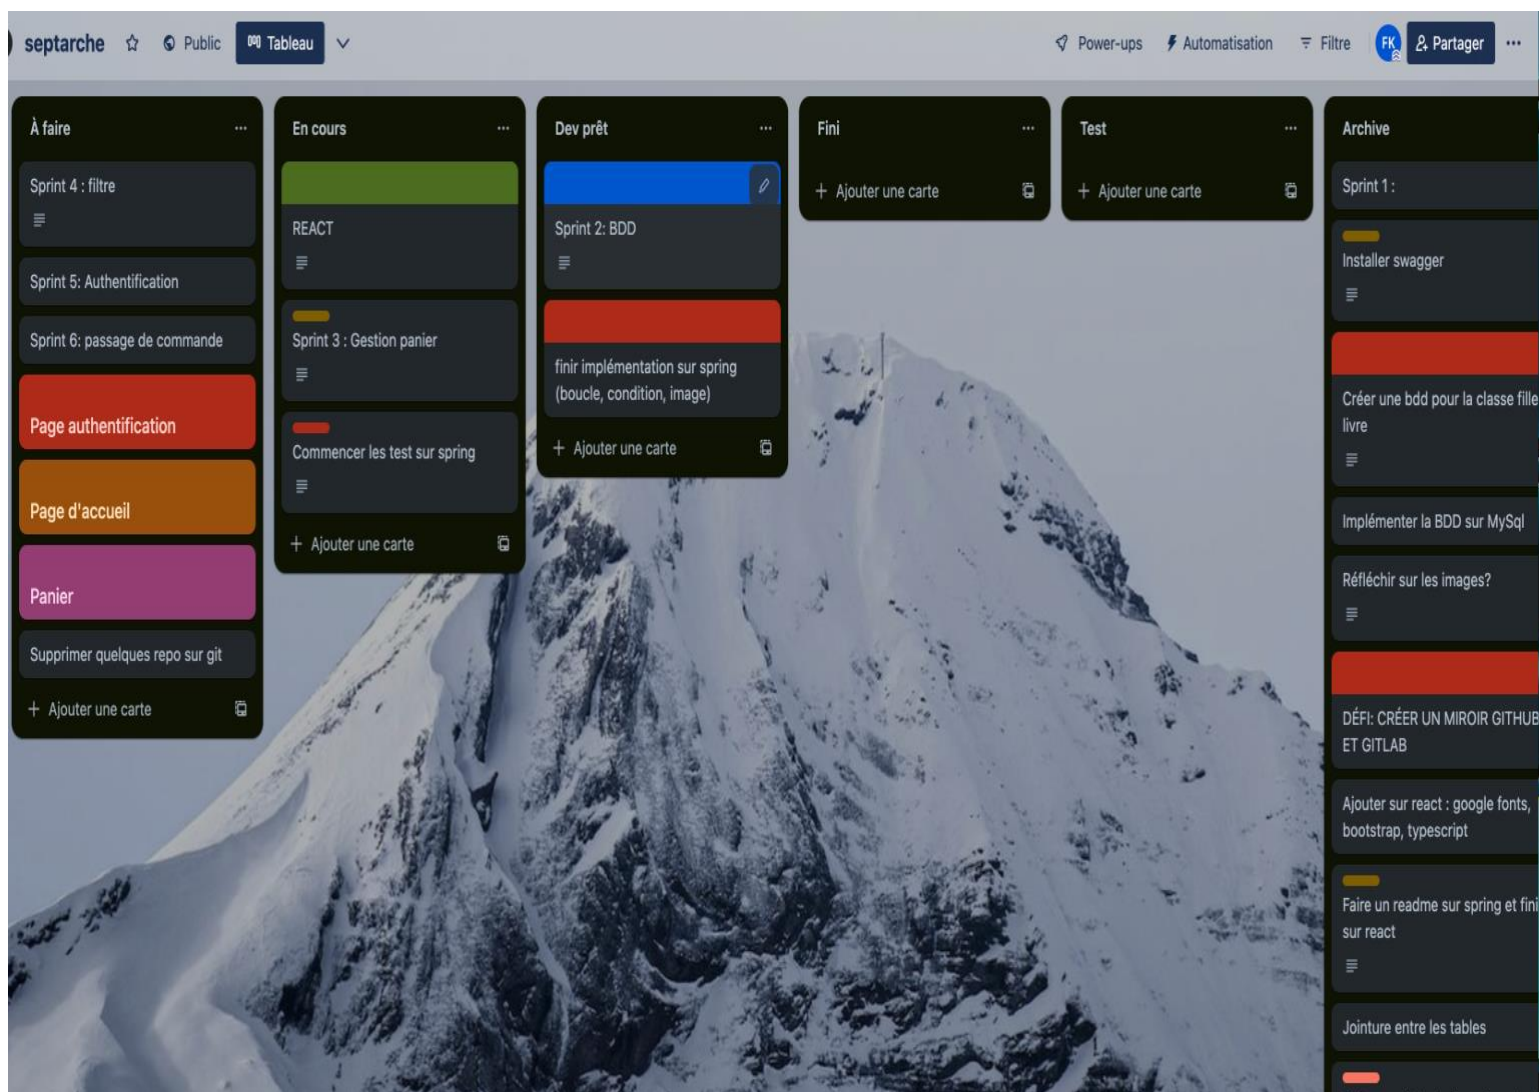 septarche
Public
Tableau
Power-ups
Automatisation
Filtre
FK
Partager
À faire
Sprint 4 : filtre
Sprint 5: Authentification
Sprint 6: passage de commande
Page authentification
Page d'accueil
Panier
Supprimer quelques repo sur git
+ Ajouter une carte
En cours
REACT
Sprint 3 : Gestion panier
Commencer les test sur spring
+ Ajouter une carte
Dev prêt
Sprint 2: BDD
finir implémentation sur spring
(boucle, condition, image)
+ Ajouter une carte
Fini
+ Ajouter une carte
Test
+ Ajouter une carte
Archive
Sprint 1 :
Installer swagger
Créer une bdd pour la classe fille
livre
Implémenter la BDD sur MySql
Réfléchir sur les images?
DÉFI: CRÉER UN MIROIR GITHUB
ET GITLAB
Ajouter sur react : google fonts,
bootstrap, typescript
Faire un readme sur spring et fini
sur react
Jointure entre les tables